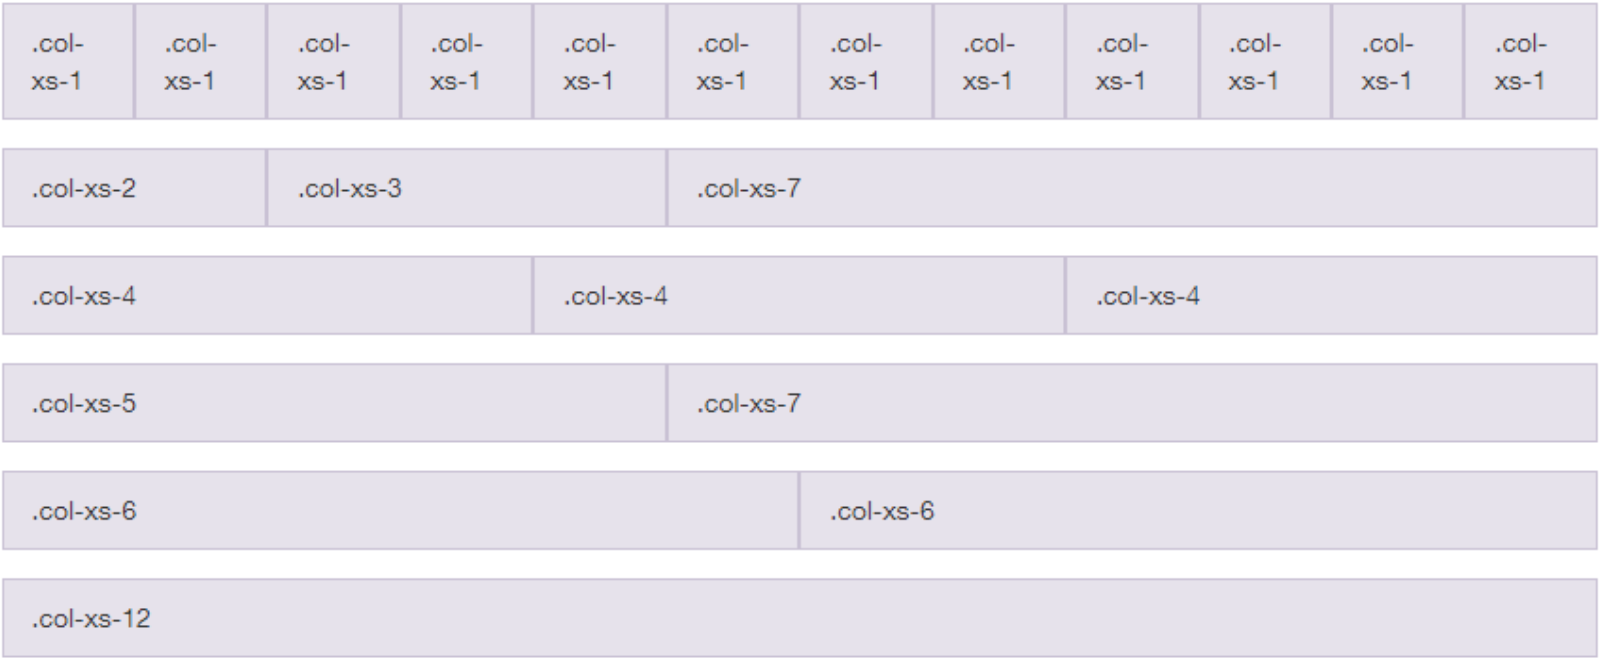 .col- .col- .col- .col- .col- .col- .col- .col- .col- .col- .col- .col-
xs-1 xs-1 xs-1 xs-1 xs-1 xs-1 xs-1 xs-1 xs-1 xs-1 xs-1 xs-1
.col-xs-2 .col-xs-3 .col-xs-7
.col-xs-4 .col-xs-4 .col-xs-4
.col-xs-5 .col-xs-7
.col-xs-6 .col-xs-6
.col-xs-12